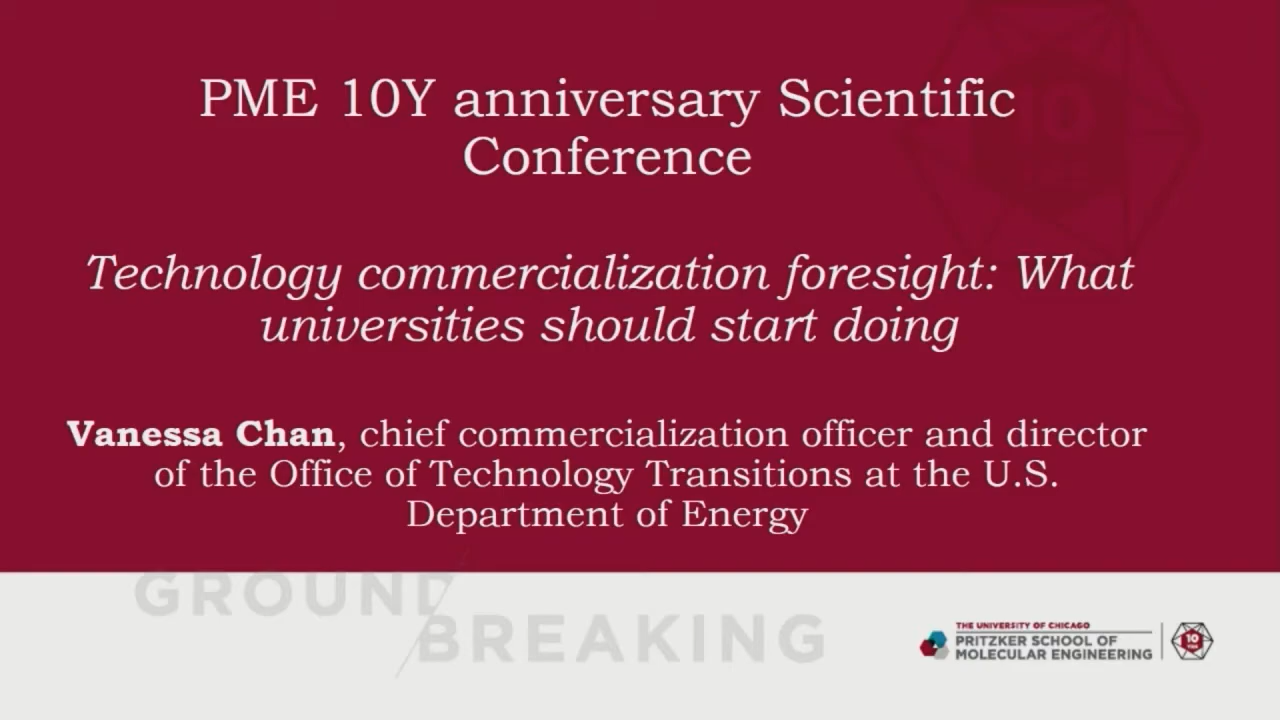 PME 10Y anniversary Scientific
Conference
Technology commercialization foresight: What
universities should start doing
Vanessa Chan, chief commercialization officer and director
of the Office of Technology Transitions at the U.S.
Department of Energy
GROUND
BREAKING
THE UNIVERSITY OF CHICAGO
PRITZKER SCHOOL OF
MOLECULAR ENGINEERING
10